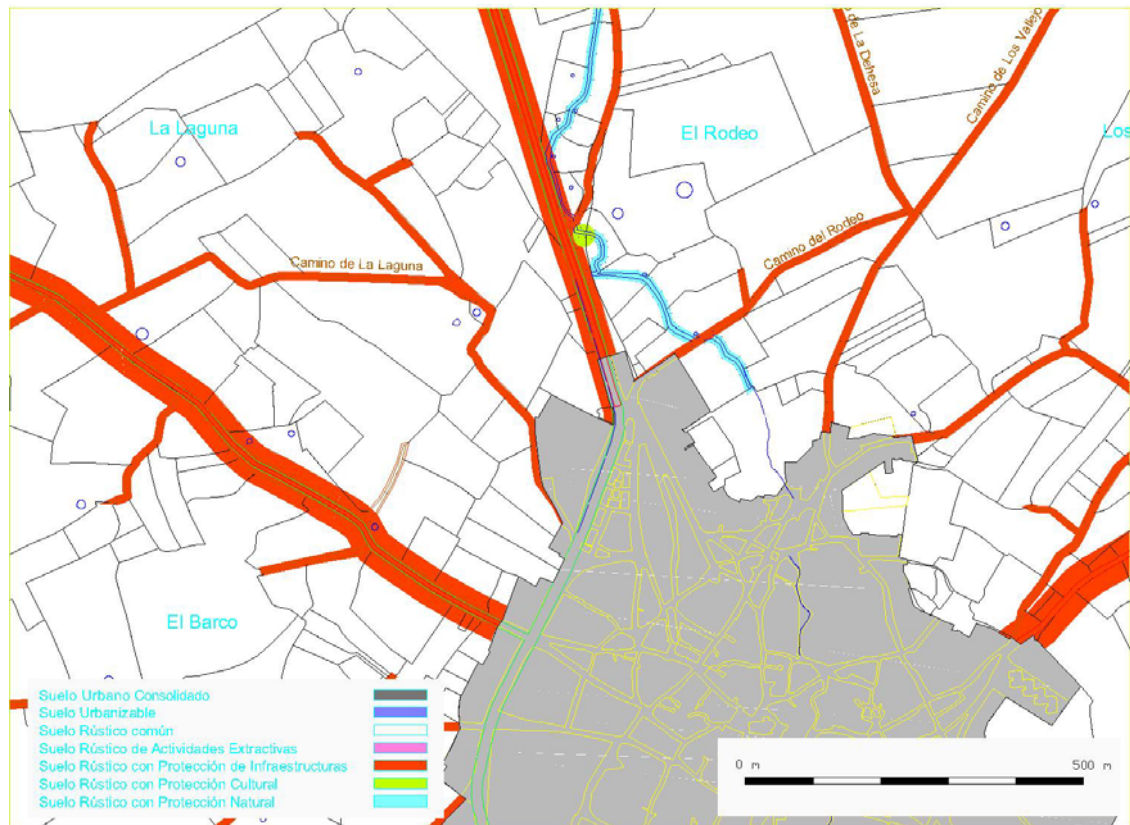 o de La Dehesa
Camino de Los Vallejo
La Laguna
El Rodeo
Los
Camino del Rodeo
Camino de La Laguna
El Barco
Suelo Urbano Consolidado
Suelo Urbanizable
Suelo Rústico común
Suelo Rústico de Actividades Extractivas
Suelo Rústico con Protección de Infraestructuras
Suelo Rústico con Protección Cultural
Suelo Rústico con Protección Natural
0 m
500 m